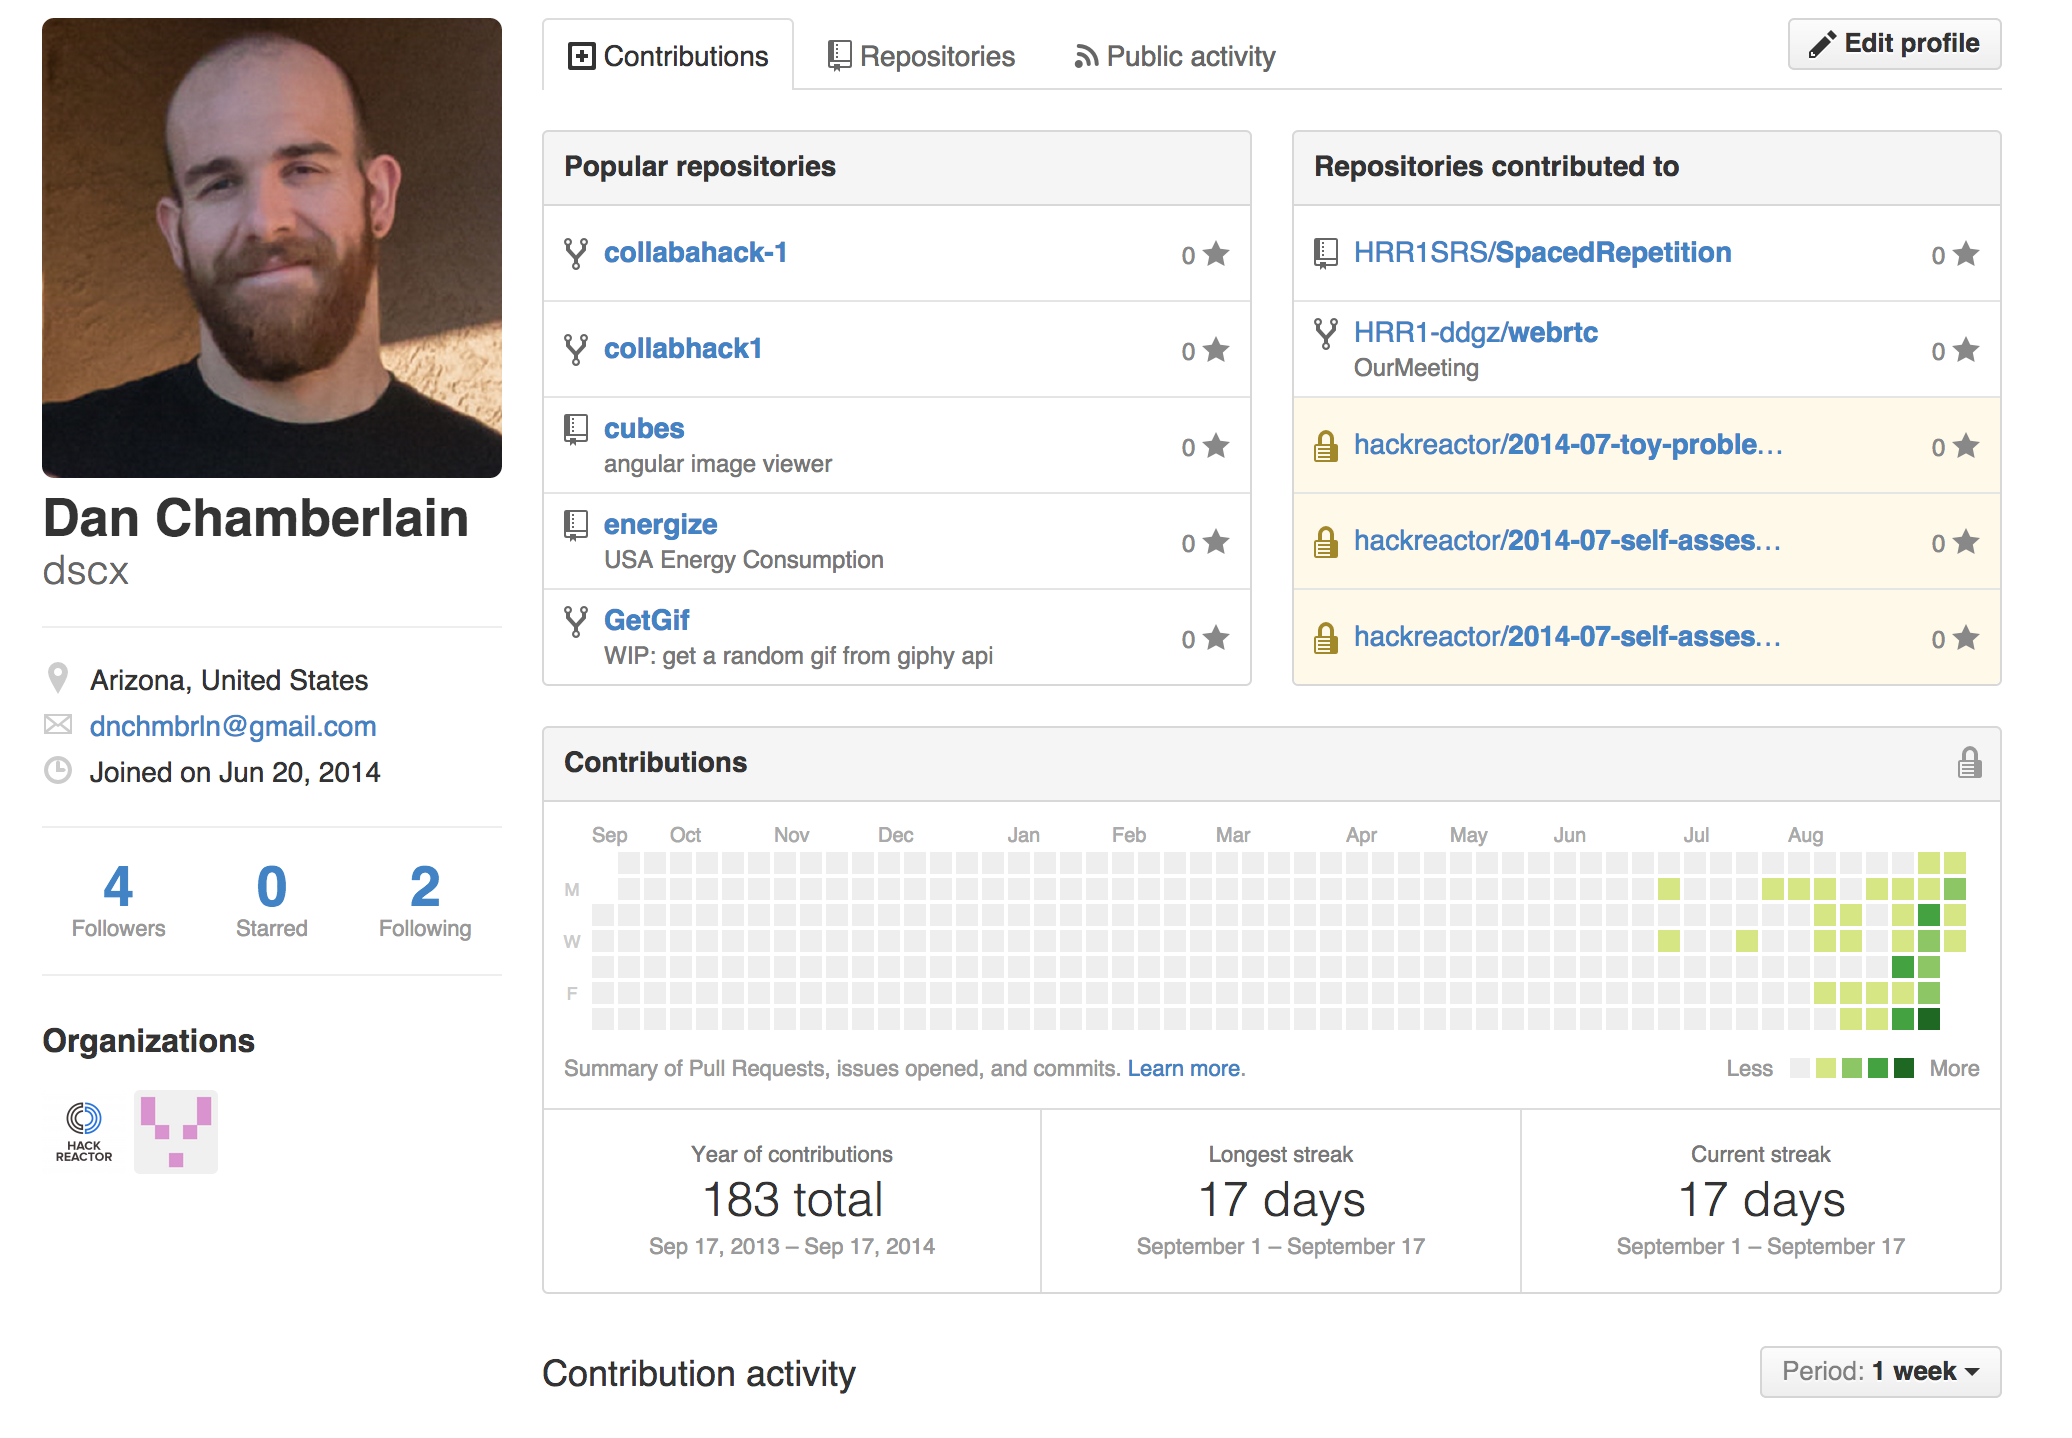 Contributions
Repositories
Public activity
Edit profile
Dan Chamberlain
dscx
Arizona, United States
dnchmbrln@gmail.com
Joined on Jun 20, 2014
4
Followers
0
Starred
2
Following
Organizations
HACK
REACTOR
Popular repositories
collabahack-1
0
collabhack1
0
cubes
angular image viewer
0
energize
USA Energy Consumption
0
GetGif
WIP: get a random gif from giphy api
0
Repositories contributed to
HRR1SRS/SpacedRepetition
0
HRR1-ddgz/webrtc
OurMeeting
0
hackreactor/2014-07-toy-proble…
0
hackreactor/2014-07-self-asses…
0
hackreactor/2014-07-self-asses…
0
Contributions
Sep Oct Nov Dec Jan Feb Mar Apr May Jun Jul Aug
M
W
F
Summary of Pull Requests, issues opened, and commits. Learn more.
Less More
Year of contributions
183 total
Sep 17, 2013 – Sep 17, 2014
Longest streak
17 days
September 1 – September 17
Current streak
17 days
September 1 – September 17
Contribution activity
Period: 1 week